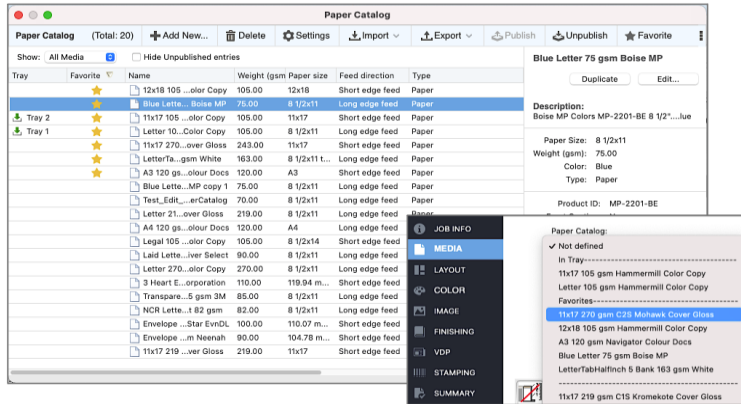 Paper Catalog
Paper Catalog (Total: 20) Add New... Delete Settings Import Export Publish Unpublish Favorite
Show: All Media Hide Unpublished entries
Tray Favorite Name Weight (gsm Paper size Feed direction Type
12x18 105 ...olor Copy 105.00 12x18 Short edge feed Paper
Blue Lette... Boise MP 75.00 8 1/2x11 Long edge feed Paper
Tray 2 11x17 105 ...olor Copy 105.00 11x17 Short edge feed Paper
Tray 1 Letter 10...Color Copy 105.00 8 1/2x11 Long edge feed Paper
11x17 270...over Gloss 243.00 11x17 Short edge feed Paper
LetterTa...gsm White 163.00 8 1/2x11 t... Long edge feed Paper
A3 120 gs...olour Docs 120.00 A3 Short edge feed Paper
Blue Lette...MP copy 1 75.00 8 1/2x11 Long edge feed Paper
Test_Edit_...erCatalog 70.00 8 1/2x11 Long edge feed Paper
Letter 21...over Gloss 219.00 8 1/2x11 Long edge feed Paper
A4 120 gs...olour Docs 120.00 A4 Long edge feed
Legal 105 ...olor Copy 105.00 8 1/2x14 Short edge feed
Laid Lette...iver Select 90.00 8 1/2x11 Long edge feed
Letter 270...olor Copy 270.00 8 1/2x11 Long edge feed
3 Heart E...orporation 110.00 119.94 m... Short edge feed
Transpare...5 gsm 3M 85.00 8 1/2x11 Long edge feed
NCR Lette...t 82 gsm 82.00 8 1/2x11 Long edge feed
Envelope ...Star EvnDL 100.00 110.07 m... Short edge feed
Envelope ...m Neenah 90.00 104.78 m... Short edge feed
11x17 219 ...over Gloss 219.00 11x17 Short edge feed
Blue Letter 75 gsm Boise MP
Duplicate Edit...
Description:
Boise MP Colors MP-2201-BE 8 1/2"....lue
Paper Size: 8 1/2x11
Weight (gsm): 75.00
Color: Blue
Type: Paper
Product ID: MP-2201-BE
JOB INFO
MEDIA
LAYOUT
COLOR
IMAGE
FINISHING
VDP
STAMPING
SUMMARY
Paper Catalog:
Not defined
In Tray
11x17 105 gsm Hammermill Color Copy
Letter 105 gsm Hammermill Color Copy
Favorites
11x17 270 gsm C2S Mohawk Cover Gloss
12x18 105 gsm Hammermill Color Copy
A3 120 gsm Navigator Colour Docs
Blue Letter 75 gsm Boise MP
LetterTabHalfInch 5 Bank 163 gsm White
11x17 219 gsm C1S Kromekote Cover Gloss